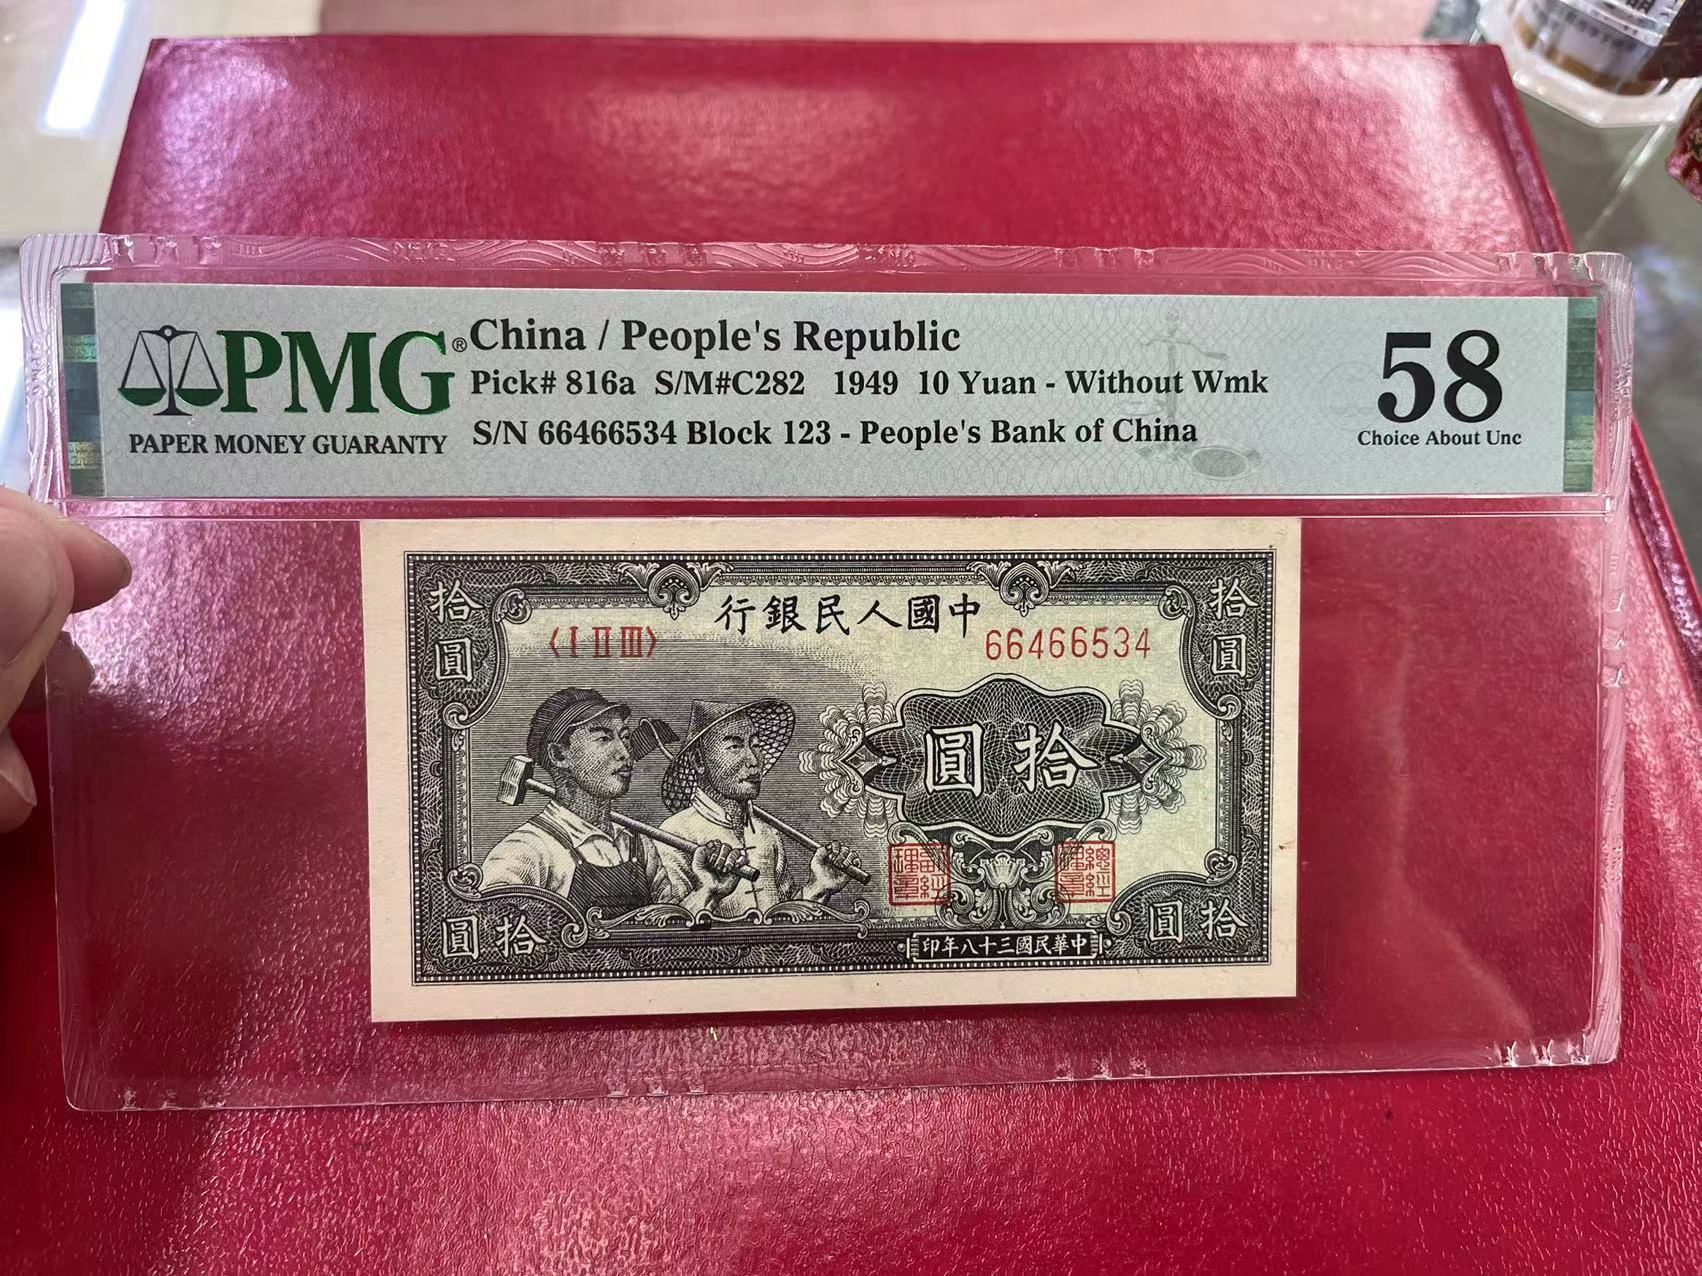 PMG®
PAPER MONEY GUARANTY
China / People's Republic
Pick# 816a S/M#C282 1949 10 Yuan - Without Wmk
S/N 66466534 Block 123 - People's Bank of China
58
Choice About Unc
拾圓
行銀民人國中
拾圓
〈I II III〉
66466534
圓拾
圓拾
印年八十三國民華中
圓拾